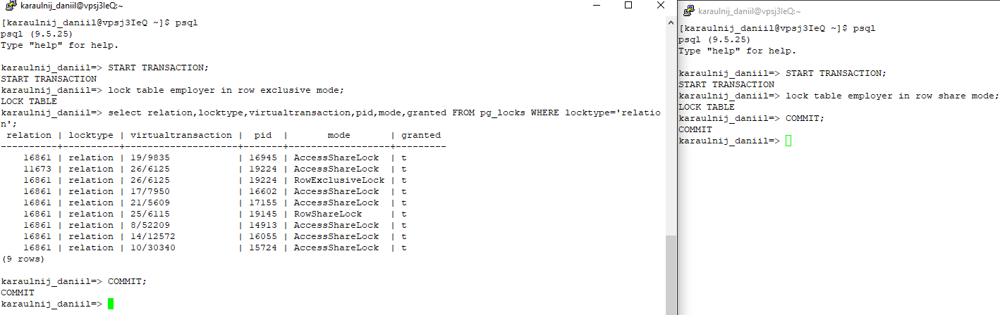 karaulnij_daniil@vpsj3IeQ:~
[karaulnij_daniil@vpsj3IeQ ~]$ psql
psql (9.5.25)
Type "help" for help.
karaulnij_daniil=> START TRANSACTION;
START TRANSACTION
karaulnij_daniil=> lock table employer in row exclusive mode;
LOCK TABLE
karaulnij_daniil=> select relation,locktype,virtualtransaction,pid,mode,granted FROM pg_locks WHERE locktype='relatio
n';
 relation | locktype | virtualtransaction |  pid  |       mode       | granted
----------+----------+--------------------+-------+------------------+---------
    16861 | relation | 19/9835            | 16945 | AccessShareLock  | t
    11673 | relation | 26/6125            | 19224 | AccessShareLock  | t
    16861 | relation | 26/6125            | 19224 | RowExclusiveLock | t
    16861 | relation | 17/7950            | 16602 | AccessShareLock  | t
    16861 | relation | 21/5609            | 17155 | AccessShareLock  | t
    16861 | relation | 25/6115            | 19145 | RowShareLock     | t
    16861 | relation | 8/52209            | 14913 | AccessShareLock  | t
    16861 | relation | 14/12572           | 16055 | AccessShareLock  | t
    16861 | relation | 10/30340           | 15724 | AccessShareLock  | t
(9 rows)
karaulnij_daniil=> COMMIT;
COMMIT
karaulnij_daniil=>
karaulnij_daniil@vpsj3IeQ:~
[karaulnij_daniil@vpsj3IeQ ~]$ psql
psql (9.5.25)
Type "help" for help.
karaulnij_daniil=> START TRANSACTION;
START TRANSACTION
karaulnij_daniil=> lock table employer in row share mode;
LOCK TABLE
karaulnij_daniil=> COMMIT;
COMMIT
karaulnij_daniil=>